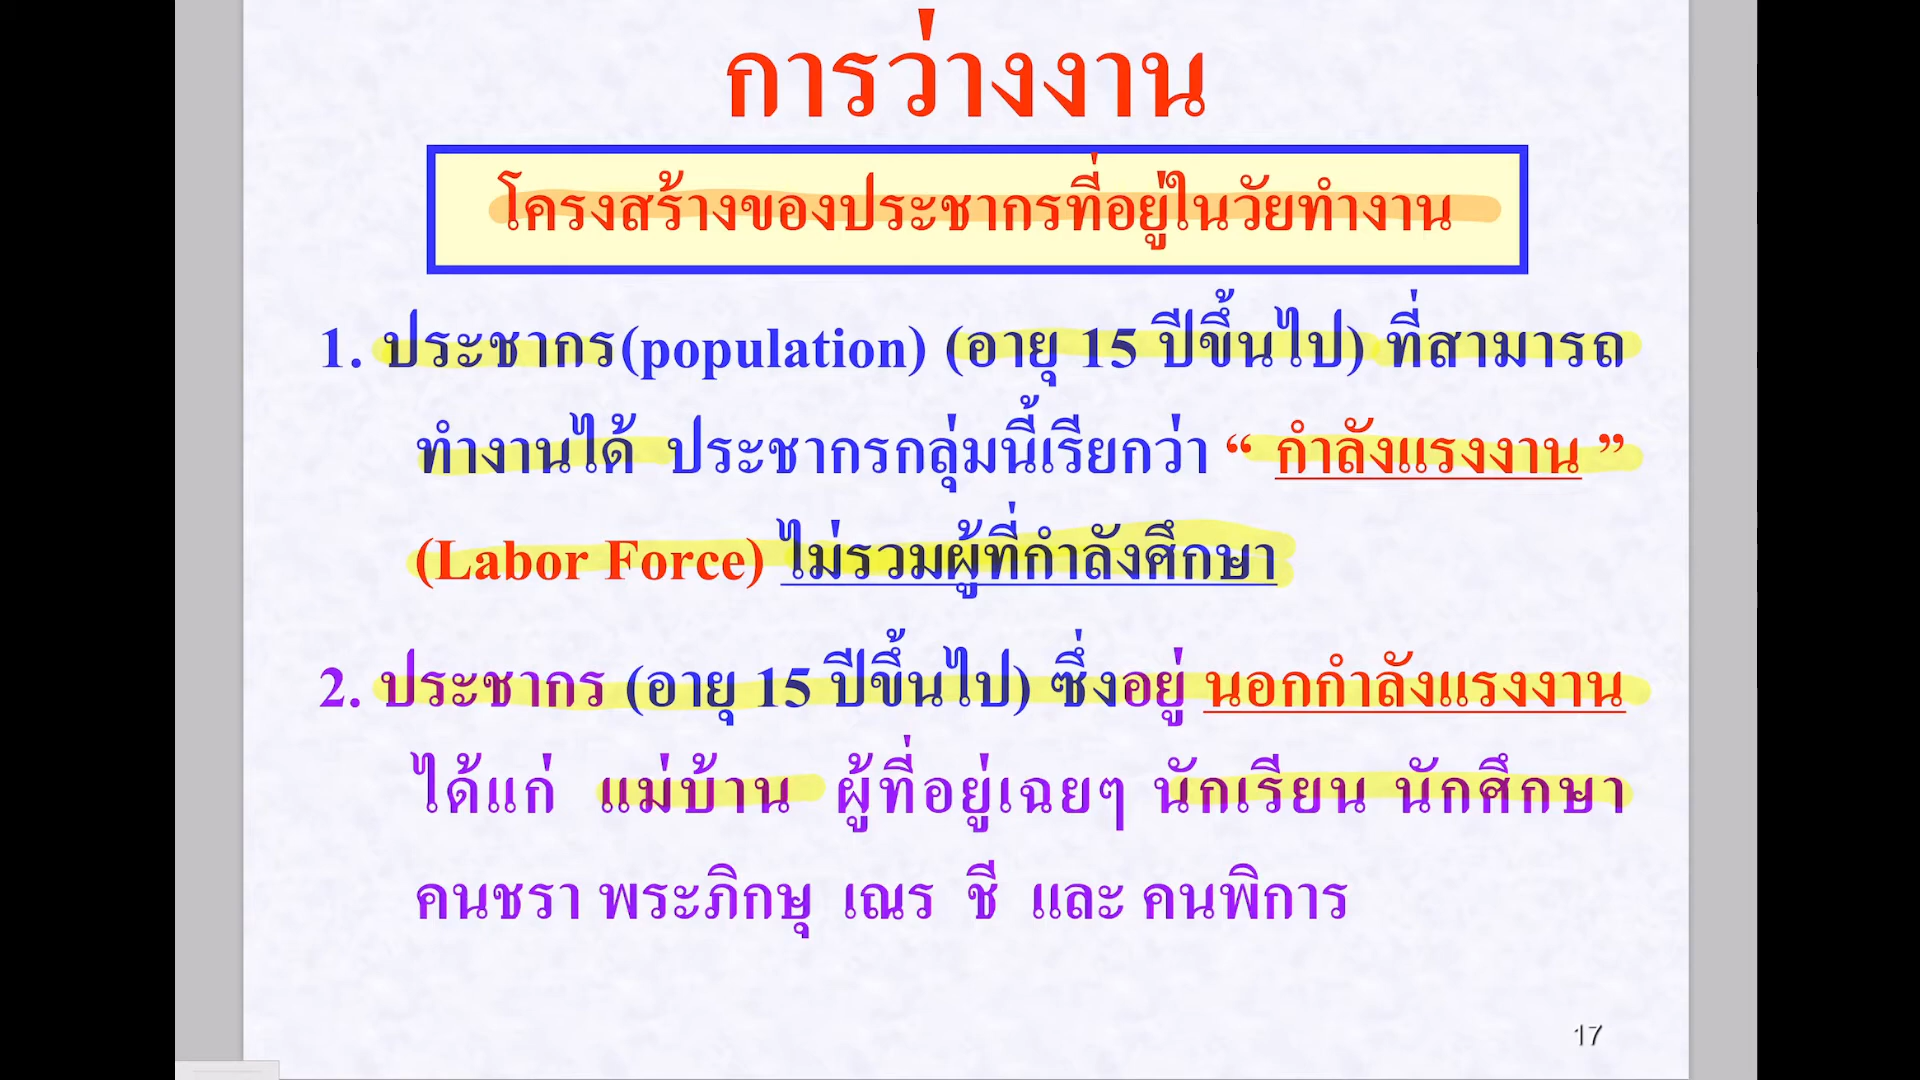 การว่างงาน
โครงสร้างของประชากรที่อยู่ในวัยทำงาน
1. ประชากร(population) (อายุ 15 ปีขึ้นไป) ที่สามารถ
ทำงานได้ ประชากรกลุ่มนี้เรียกว่า “ กำลังแรงงาน ”
(Labor Force) ไม่รวมผู้ที่กำลังศึกษา
2. ประชากร (อายุ 15 ปีขึ้นไป) ซึ่งอยู่ นอกกำลังแรงงาน
ได้แก่ แม่บ้าน ผู้ที่อยู่เฉยๆ นักเรียน นักศึกษา
คนชรา พระภิกษุ เณร ชี และ คนพิการ
17